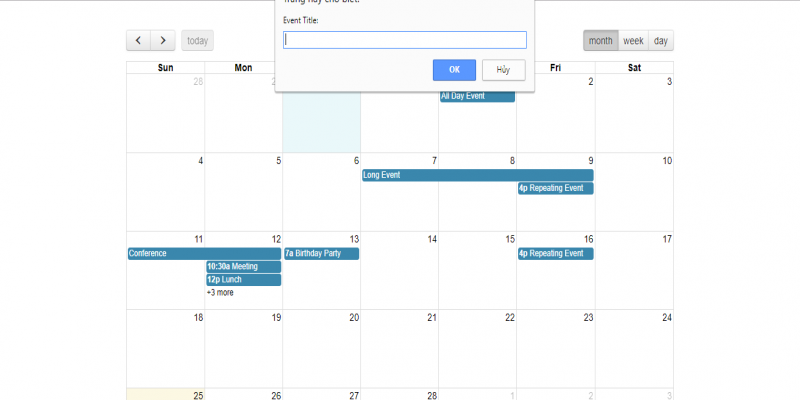 Trang này cho biết:
Event Title:
OK
Hủy
today
month week day
Sun Mon Fri Sat
28 2 3
All Day Event
4 5 6 7 8 9 10
Long Event
4p Repeating Event
11 12 13 14 15 16 17
Conference 7a Birthday Party 4p Repeating Event
10:30a Meeting
12p Lunch
+3 more
18 19 20 21 22 23 24
25 26 27 28 1 2 3